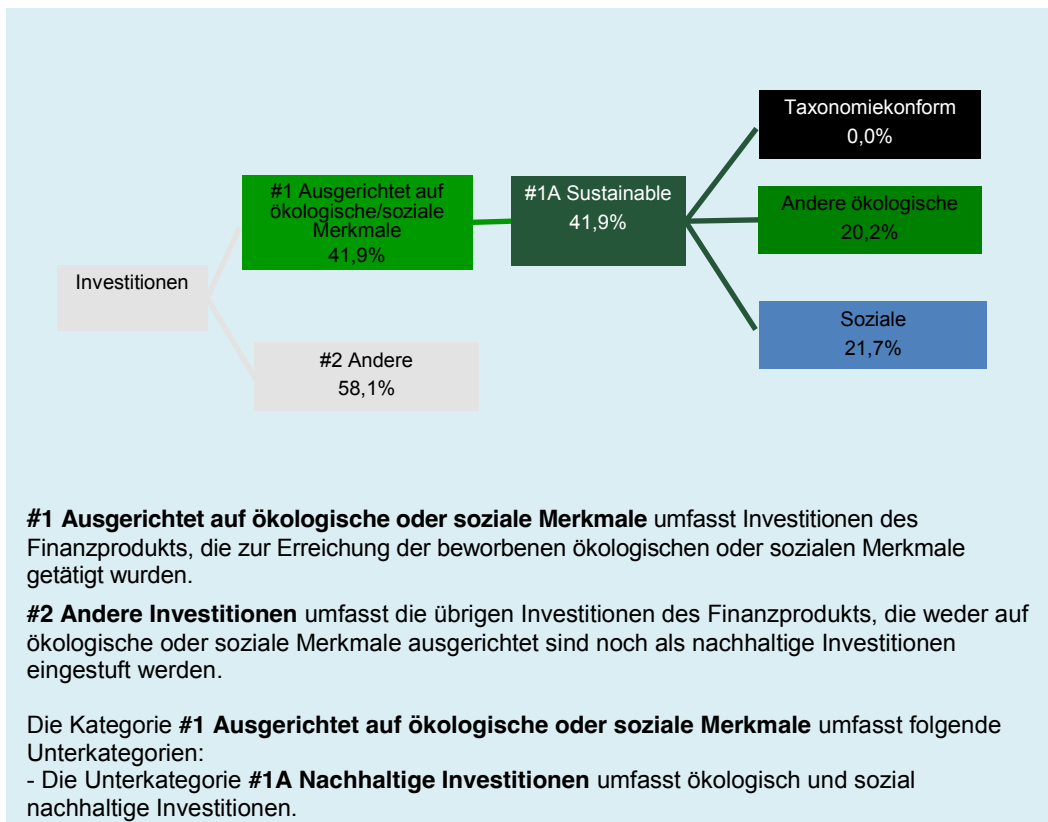 Taxonomiekonform
0,0%
#1 Ausgerichtet auf
ökologische/soziale
Merkmale
41,9%
#1A Sustainable
41,9%
Andere ökologische
20,2%
Investitionen
Soziale
21,7%
#2 Andere
58,1%
#1 Ausgerichtet auf ökologische oder soziale Merkmale umfasst Investitionen des
Finanzprodukts, die zur Erreichung der beworbenen ökologischen oder sozialen Merkmale
getätigt wurden.
#2 Andere Investitionen umfasst die übrigen Investitionen des Finanzprodukts, die weder auf
ökologische oder soziale Merkmale ausgerichtet sind noch als nachhaltige Investitionen
eingestuft werden.
Die Kategorie #1 Ausgerichtet auf ökologische oder soziale Merkmale umfasst folgende
Unterkategorien:
- Die Unterkategorie #1A Nachhaltige Investitionen umfasst ökologisch und sozial
nachhaltige Investitionen.